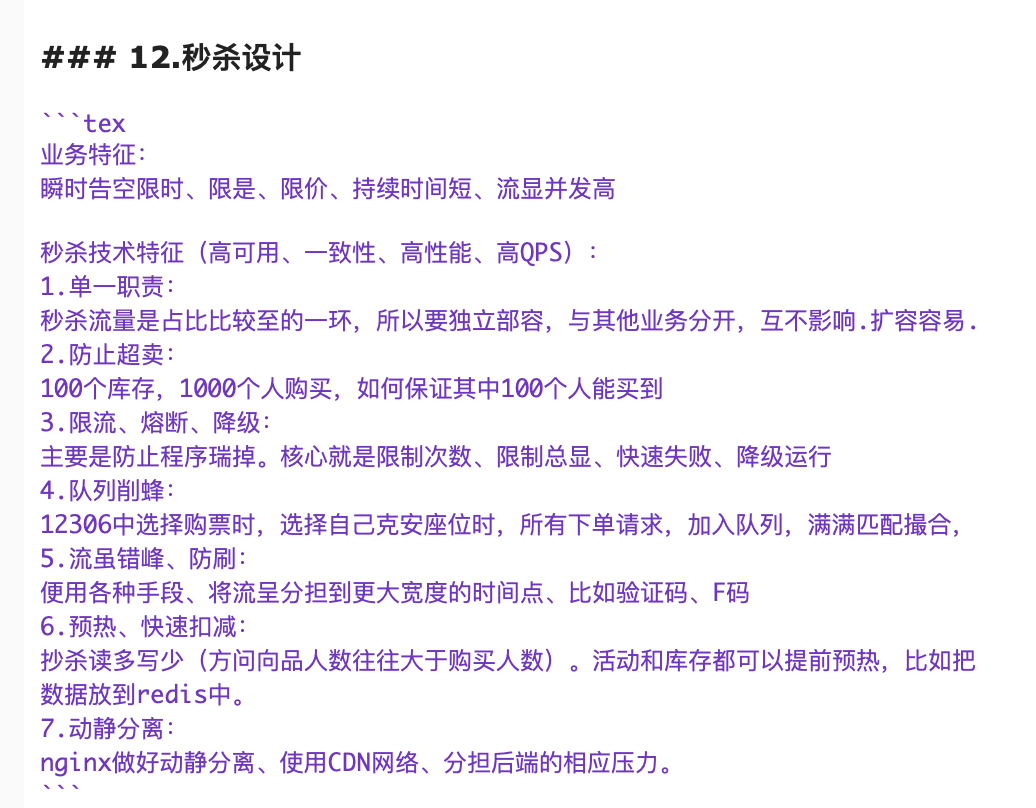 ### 12.秒杀设计
```tex
业务特征：
瞬时告空限时、限是、限价、持续时间短、流显并发高
秒杀技术特征（高可用、一致性、高性能、高QPS）：
1.单一职责：
秒杀流量是占比比较至的一环，所以要独立部容，与其他业务分开，互不影响.扩容容易.
2.防止超卖：
100个库存，1000个人购买，如何保证其中100个人能买到
3.限流、熔断、降级：
主要是防止程序瑞掉。核心就是限制次数、限制总显、快速失败、降级运行
4.队列削蜂：
12306中选择购票时，选择自己克安座位时，所有下单请求，加入队列，满满匹配撮合，
5.流虽错峰、防刷：
便用各种手段、将流呈分担到更大宽度的时间点、比如验证码、F码
6.预热、快速扣减：
抄杀读多写少（方问向品人数往往大于购买人数）。活动和库存都可以提前预热，比如把
数据放到redis中。
7.动静分离：
nginx做好动静分离、使用CDN网络、分担后端的相应压力。
```